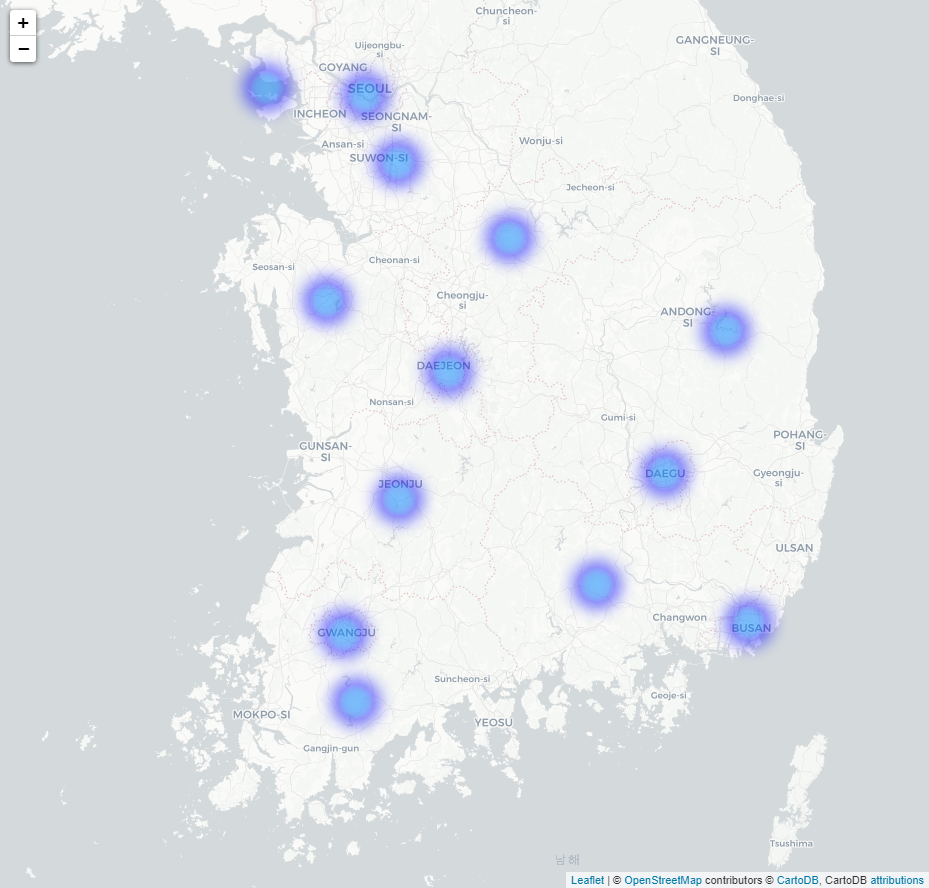 +
−
Chuncheon-
si
GANGNEUNG-
SI
Uijeongbu-
si
GOYANG
SEOUL
Donghae-si
INCHEON
SEONGNAM-
SI
Ansan-si
Wonju-si
SUWON-SI
Jecheon-si
Cheonan-si
Seosan-si
Cheongju-
si
ANDONG-
SI
DAEJEON
Nonsan-si
Gumi-si
POHANG-
SI
GUNSAN-
SI
DAEGU
Gyeongju-
si
JEONJU
ULSAN
Changwon
BUSAN
GWANGJU
Suncheon-si
Geoje-si
MOKPO-SI
YEOSU
Gangjin-gun
Tsushima
남해
Leaflet | © OpenStreetMap contributors © CartoDB, CartoDB attributions